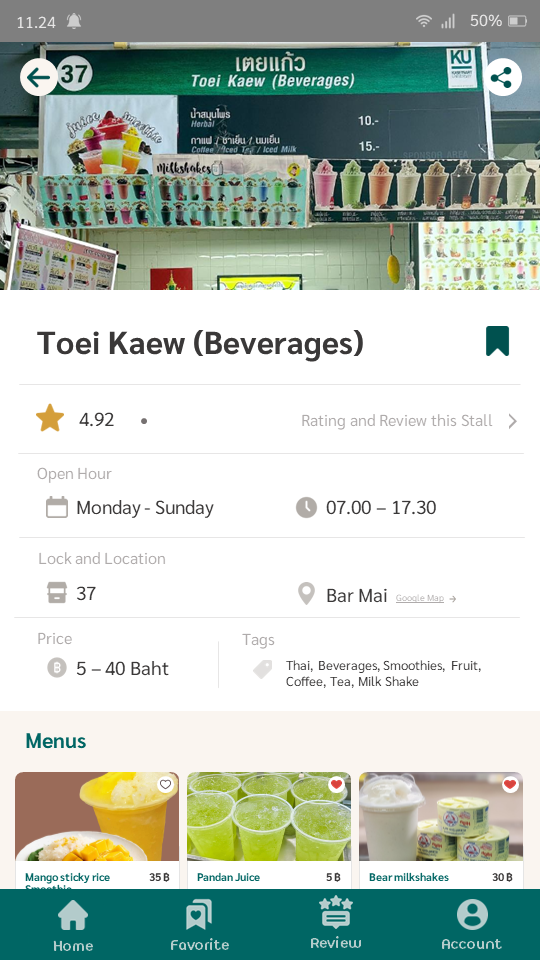 11.24
50%
37
เตยแก้ว
Toei Kaew (Beverages)
KU
น้ำสมุนไพร
Herbal
10.-
กาแฟ / ชาเย็น / นมเย็น
Coffee / Iced Tea / Iced Milk
15.-
juice smoothie
Milkshakes
Toei Kaew (Beverages)
4.92
Rating and Review this Stall
Open Hour
Monday - Sunday
07.00 – 17.30
Lock and Location
37
Bar Mai Google Map
Price
Tags
5 – 40 Baht
Thai, Beverages, Smoothies, Fruit,
Coffee, Tea, Milk Shake
Menus
Mango sticky rice 35 ฿
Smoothie
Pandan Juice 5 ฿
Bear milkshakes 30 ฿
Home
Favorite
Review
Account